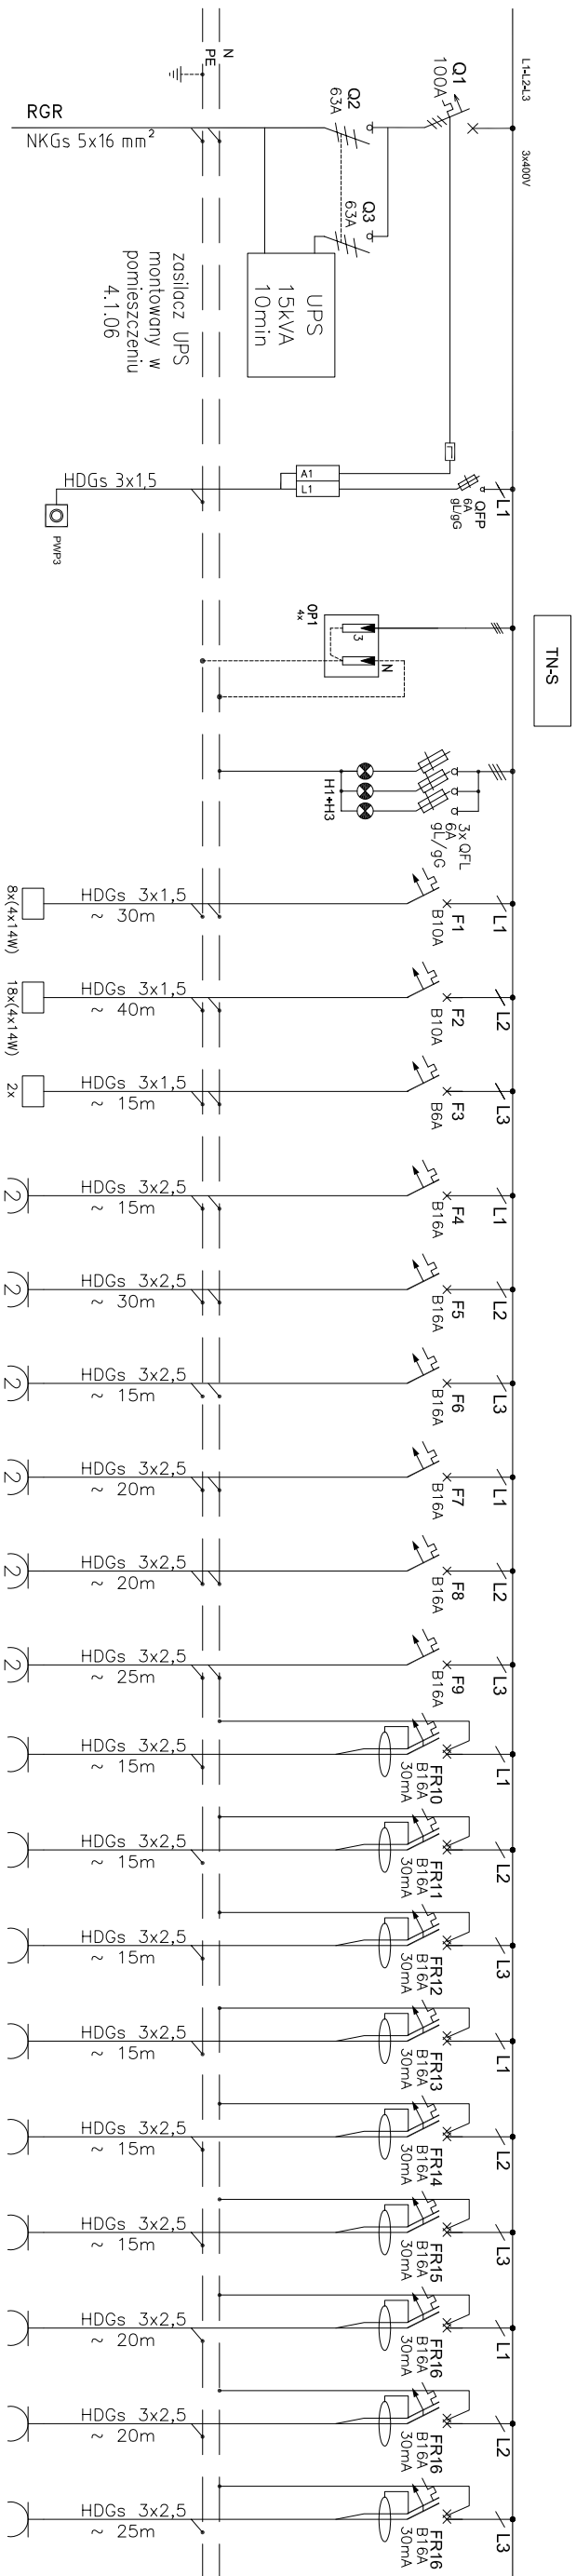 L1-L2-L3
3x400V
N
PE
RGR
NKGs 5x16 mm²
Q1
100A
Q2
63A
Q3
63A
UPS
15kVA
10min
zasilacz UPS
montowany w
pomieszczeniu
4.1.06
HDGs 3x1,5
PWP3
A1
L1
QFP
6A
gL/gG
L1
TN-S
OP1
4x
3
N
H1+H3
3x QFL
6A
gL/gG
8x(4x14W)
HDGs 3x1,5
~ 30m
F1
B10A
L1
18x(4x14W)
HDGs 3x1,5
~ 40m
F2
B10A
L2
2x
HDGs 3x1,5
~ 15m
F3
B6A
L3
2
HDGs 3x2,5
~ 15m
F4
B16A
L1
2
HDGs 3x2,5
~ 30m
F5
B16A
L2
2
HDGs 3x2,5
~ 15m
F6
B16A
L3
2
HDGs 3x2,5
~ 20m
F7
B16A
L1
2
HDGs 3x2,5
~ 20m
F8
B16A
L2
2
HDGs 3x2,5
~ 25m
F9
B16A
L3
HDGs 3x2,5
~ 15m
FR10
B16A
30mA
L1
HDGs 3x2,5
~ 15m
FR11
B16A
30mA
L2
HDGs 3x2,5
~ 15m
FR12
B16A
30mA
L3
HDGs 3x2,5
~ 15m
FR13
B16A
30mA
L1
HDGs 3x2,5
~ 15m
FR14
B16A
30mA
L2
HDGs 3x2,5
~ 15m
FR15
B16A
30mA
L3
HDGs 3x2,5
~ 20m
FR16
B16A
30mA
L1
HDGs 3x2,5
~ 20m
FR16
B16A
30mA
L2
HDGs 3x2,5
~ 25m
FR16
B16A
30mA
L3